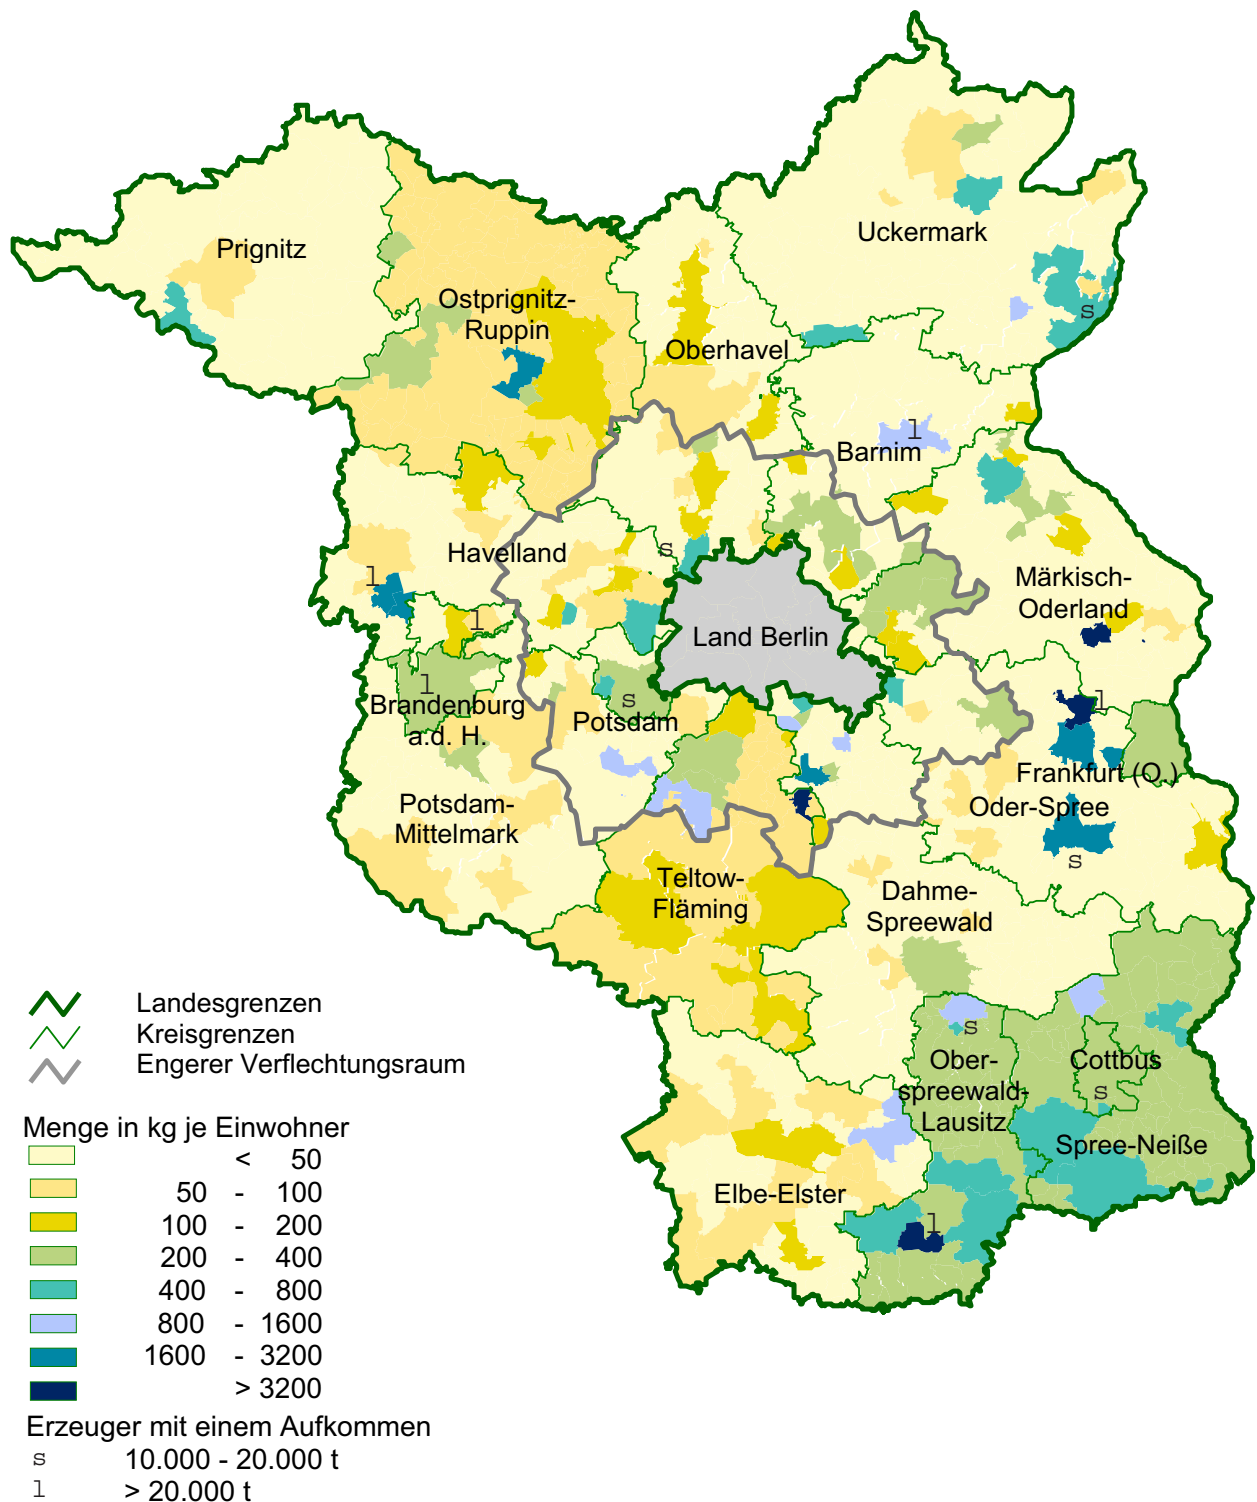 Uckermark
Prignitz
Ostprignitz-
Ruppin
s
Oberhavel
l
Barnim
s
Havelland
l
Märkisch-
Oderland
l
Land Berlin
l
s
Brandenburg
a.d. H.
Potsdam
l
Frankfurt (O.)
Oder-Spree
s
Potsdam-
Mittelmark
Teltow-
Fläming
Dahme-
Spreewald
s
Ober-
spreewald-
Lausitz
Cottbus
s
Spree-Neiße
Elbe-Elster
l
Landesgrenzen
Kreisgrenzen
Engerer Verflechtungsraum
Menge in kg je Einwohner
< 50
50 - 100
100 - 200
200 - 400
400 - 800
800 - 1600
1600 - 3200
> 3200
Erzeuger mit einem Aufkommen
s 10.000 - 20.000 t
l > 20.000 t